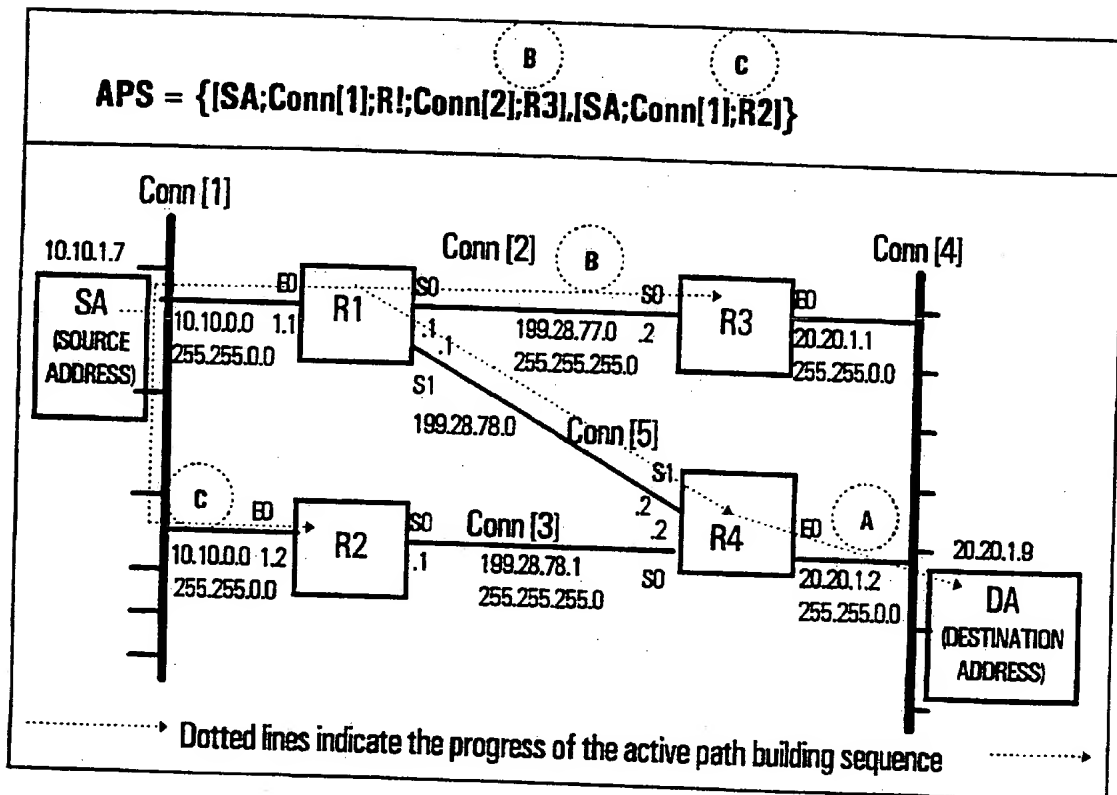 B
C
APS = {[SA;Conn[1];R!;Conn[2];R3],[SA;Conn[1];R2]}
Conn [1]
10.10.1.7
Conn [2]
B
Conn [4]
SA
(SOURCE
ADDRESS)
E0
R1
S0
S0
R3
E0
10.10.0.0 1.1
255.255.0.0
.1
.1
199.28.77.0 .2
255.255.255.0
20.20.1.1
255.255.0.0
S1
199.28.78.0
Conn [5]
S1
C
E0
R2
S0
.1
Conn [3]
.2
.2
R4
E0
A
10.10.0.0 1.2
255.255.0.0
199.28.78.1
255.255.255.0
S0
20.20.1.2
255.255.0.0
20.20.1.9
DA
(DESTINATION
ADDRESS)
Dotted lines indicate the progress of the active path building sequence